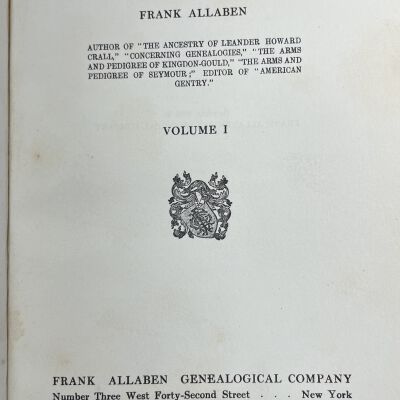 FRANK ALLABEN
AUTHOR OF "THE ANCESTRY OF LEANDER HOWARD
CRALL," "CONCERNING GENEALOGIES," "THE ARMS
AND PEDIGREE OF KINGDON-GOULD," "THE ARMS AND
PEDIGREE OF SEYMOUR;" EDITOR OF "AMERICAN
GENTRY."
VOLUME I
FRANK ALLABEN GENEALOGICAL COMPANY
Number Three West Forty-Second Street . . . New York